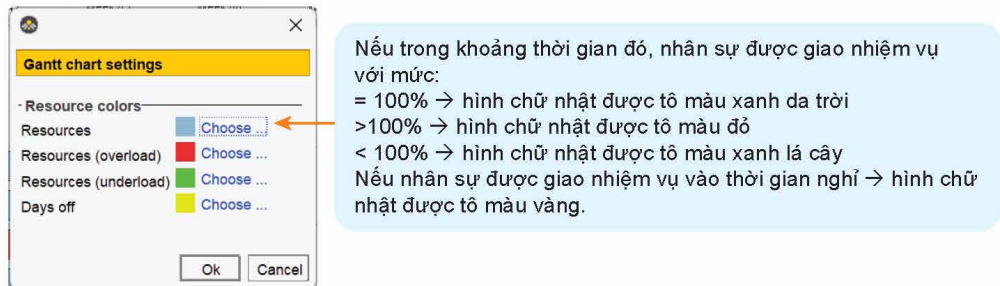 Gantt chart settings
Resource colors
Resources Choose ...
Resources (overload) Choose ...
Resources (underload) Choose ...
Days off Choose ...
Ok Cancel
Nếu trong khoảng thời gian đó, nhân sự được giao nhiệm vụ
với mức:
= 100% → hình chữ nhật được tô màu xanh da trời
>100% → hình chữ nhật được tô màu đỏ
< 100% → hình chữ nhật được tô màu xanh lá cây
Nếu nhân sự được giao nhiệm vụ vào thời gian nghỉ → hình chữ
nhật được tô màu vàng.